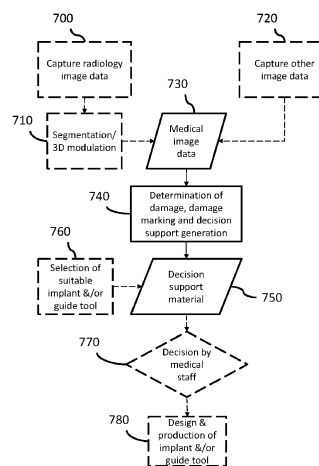 700
720
Capture radiology
image data
Capture other
image data
730
710
Segmentation/
3D modulation
Medical
image
data
740
Determination of
damage, damage
marking and decision
support generation
760
Selection of
suitable
implant &/or
guide tool
Decision
support
material
750
770
Decision by
medical
staff
780
Design &
production of
implant &/or
guide tool